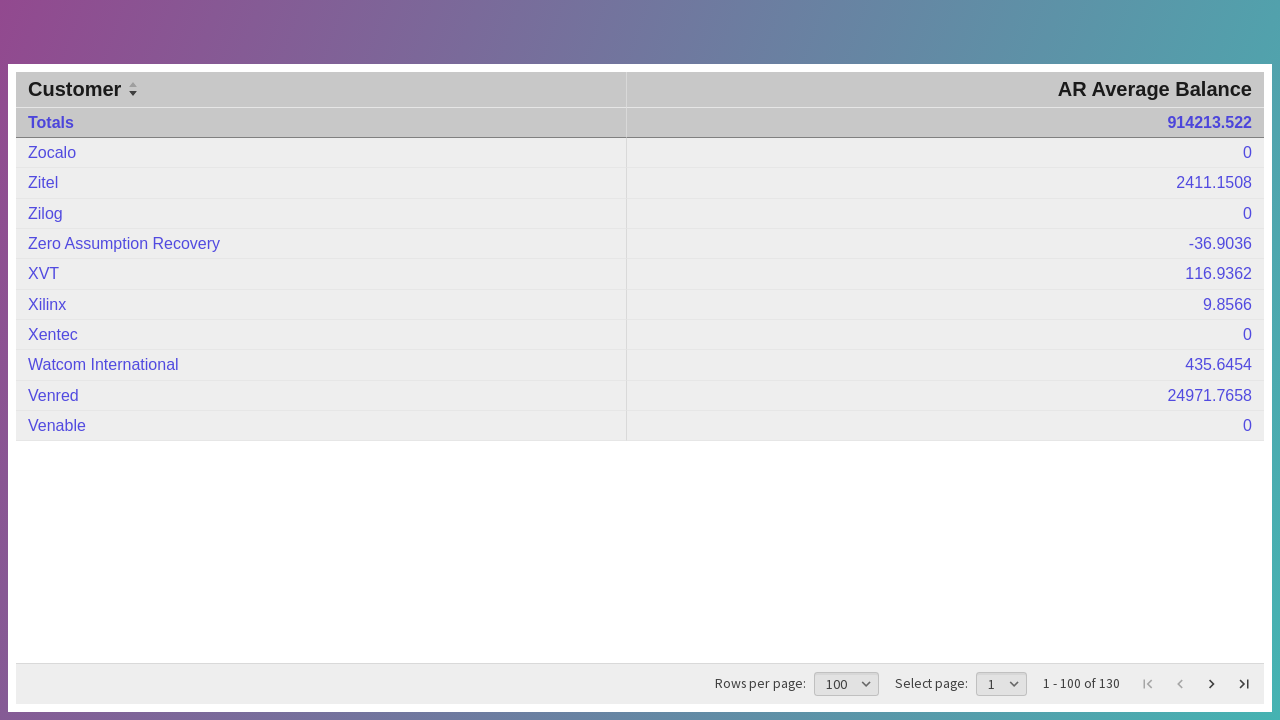 Customer AR Average Balance
Totals 914213.522
Zocalo 0
Zitel 2411.1508
Zilog 0
Zero Assumption Recovery -36.9036
XVT 116.9362
Xilinx 9.8566
Xentec 0
Watcom International 435.6454
Venred 24971.7658
Venable 0
Rows per page: 100 Select page: 1 1 - 100 of 130